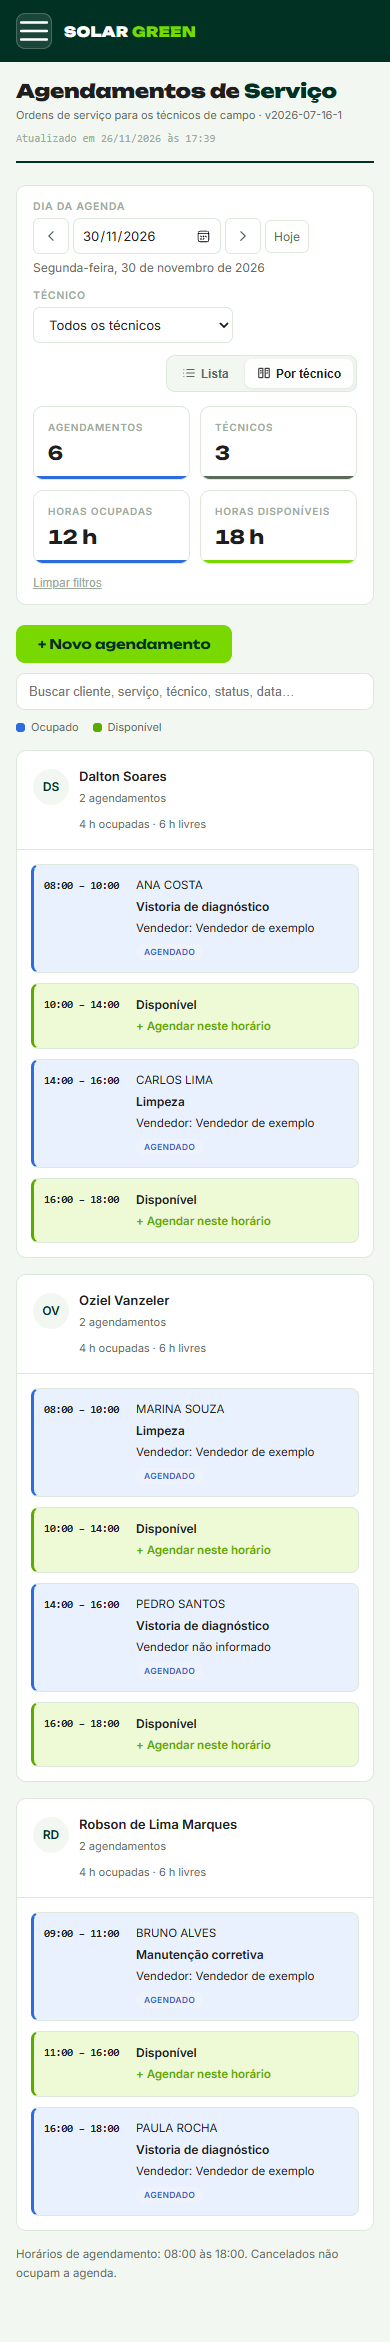 SOLAR GREEN
Agendamentos de Serviço
Ordens de serviço para os técnicos de campo · v2026-07-16-1
Atualizado em 26/11/2026 às 17:39
DIA DA AGENDA
30/11/2026
Hoje
Segunda-feira, 30 de novembro de 2026
TÉCNICO
Todos os técnicos
Lista
Por técnico
AGENDAMENTOS
6
TÉCNICOS
3
HORAS OCUPADAS
12 h
HORAS DISPONÍVEIS
18 h
Limpar filtros
+ Novo agendamento
Buscar cliente, serviço, técnico, status, data...
Ocupado
Disponível
DS
Dalton Soares
2 agendamentos
4 h ocupadas · 6 h livres
08:00 – 10:00
ANA COSTA
Vistoria de diagnóstico
Vendedor: Vendedor de exemplo
AGENDADO
10:00 – 14:00
Disponível
+ Agendar neste horário
14:00 – 16:00
CARLOS LIMA
Limpeza
Vendedor: Vendedor de exemplo
AGENDADO
16:00 – 18:00
Disponível
+ Agendar neste horário
OV
Oziel Vanzeler
2 agendamentos
4 h ocupadas · 6 h livres
08:00 – 10:00
MARINA SOUZA
Limpeza
Vendedor: Vendedor de exemplo
AGENDADO
10:00 – 14:00
Disponível
+ Agendar neste horário
14:00 – 16:00
PEDRO SANTOS
Vistoria de diagnóstico
Vendedor não informado
AGENDADO
16:00 – 18:00
Disponível
+ Agendar neste horário
RD
Robson de Lima Marques
2 agendamentos
4 h ocupadas · 6 h livres
09:00 – 11:00
BRUNO ALVES
Manutenção corretiva
Vendedor: Vendedor de exemplo
AGENDADO
11:00 – 16:00
Disponível
+ Agendar neste horário
16:00 – 18:00
PAULA ROCHA
Vistoria de diagnóstico
Vendedor: Vendedor de exemplo
AGENDADO
Horários de agendamento: 08:00 às 18:00. Cancelados não
ocupam a agenda.